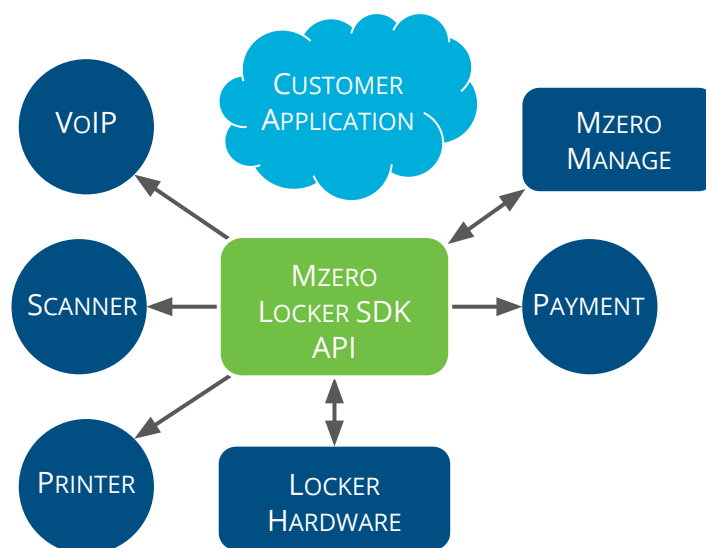 VoIP
Customer
Application
Mzero
Manage
Scanner
Mzero
Locker SDK
API
Payment
Printer
Locker
Hardware